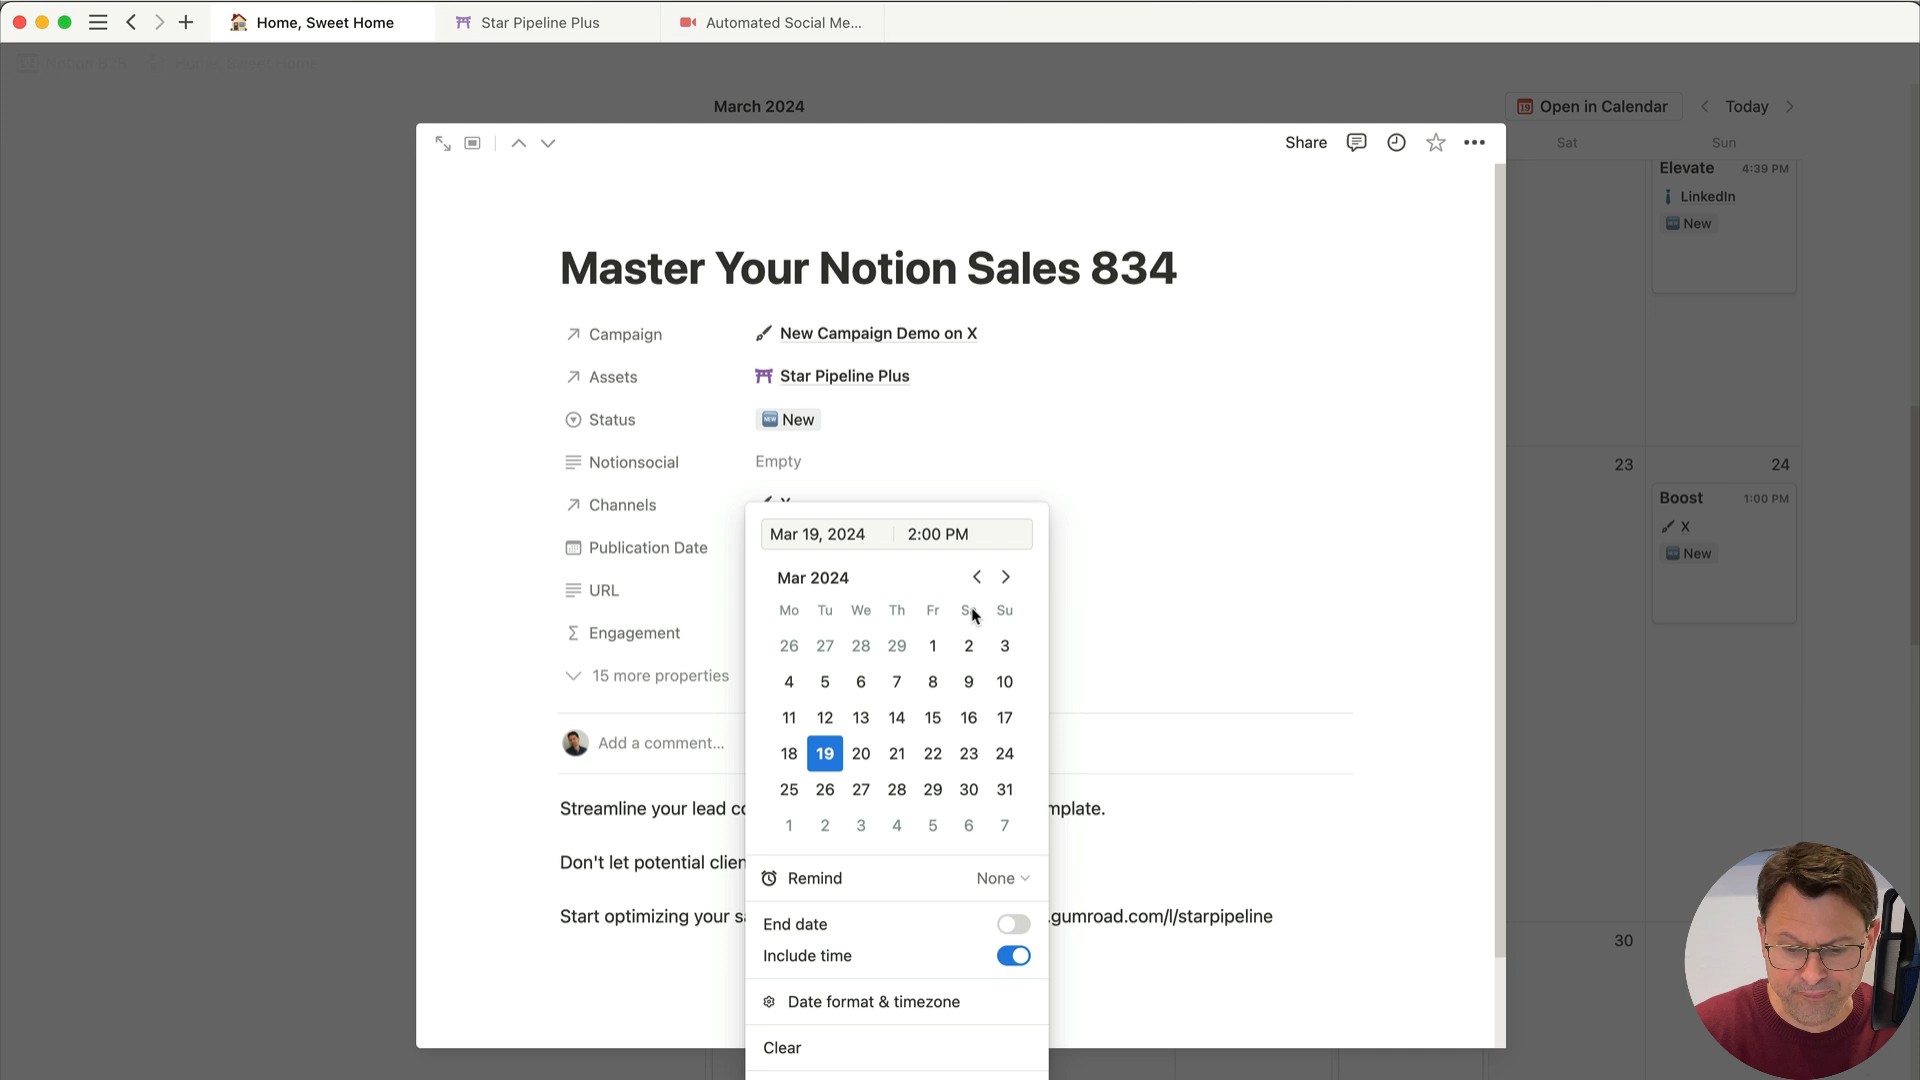 Home, Sweet Home
Star Pipeline Plus
Automated Social Me...
March 2024
19 Open in Calendar
Today
Sat Sun
Share
Elevate 4:39 PM
LinkedIn
NEW New
Master Your Notion Sales 834
Campaign New Campaign Demo on X
Assets Star Pipeline Plus
Status NEW New
Notionsocial Empty
23 24
Boost 1:00 PM
X
NEW New
Channels X
Mar 19, 2024 2:00 PM
Publication Date
Mar 2024
URL
Mo Tu We Th Fr Sa Su
Engagement
26 27 28 29 1 2 3
15 more properties
4 5 6 7 8 9 10
11 12 13 14 15 16 17
Add a comment...
18 19 20 21 22 23 24
25 26 27 28 29 30 31
Streamline your lead
mplate.
1 2 3 4 5 6 7
Don't let potential
Remind None
Start optimizing your
.gumroad.com/l/starpipeline
End date
30
Include time
Date format & timezone
Clear